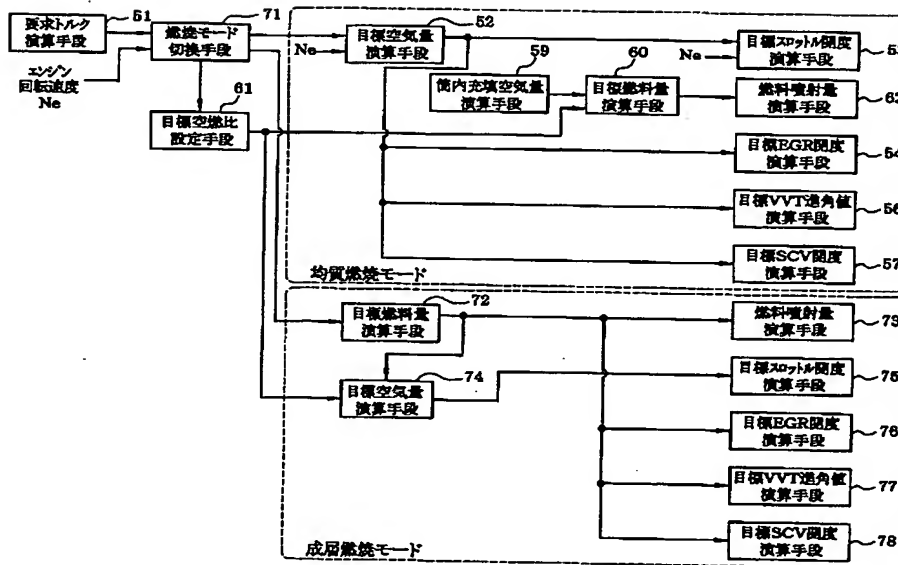 要求トルク
演算手段
51
エンジン
回転速度
Ne
71
燃焼モード
切換手段
61
目標空燃比
設定手段
目標空気量
演算手段
52
Ne
59
筒内充填空気量
演算手段
60
目標燃料量
演算手段
Ne
目標スロットル開度
演算手段
燃料噴射量
演算手段
目標EGR開度
演算手段
54
目標VVT進角値
演算手段
56
目標SCV開度
演算手段
57
均質燃焼モード
72
目標燃料量
演算手段
74
目標空気量
演算手段
燃料噴射量
演算手段
73
目標スロットル開度
演算手段
75
目標EGR開度
演算手段
76
目標VVT進角値
演算手段
77
目標SCV開度
演算手段
78
成層燃焼モード